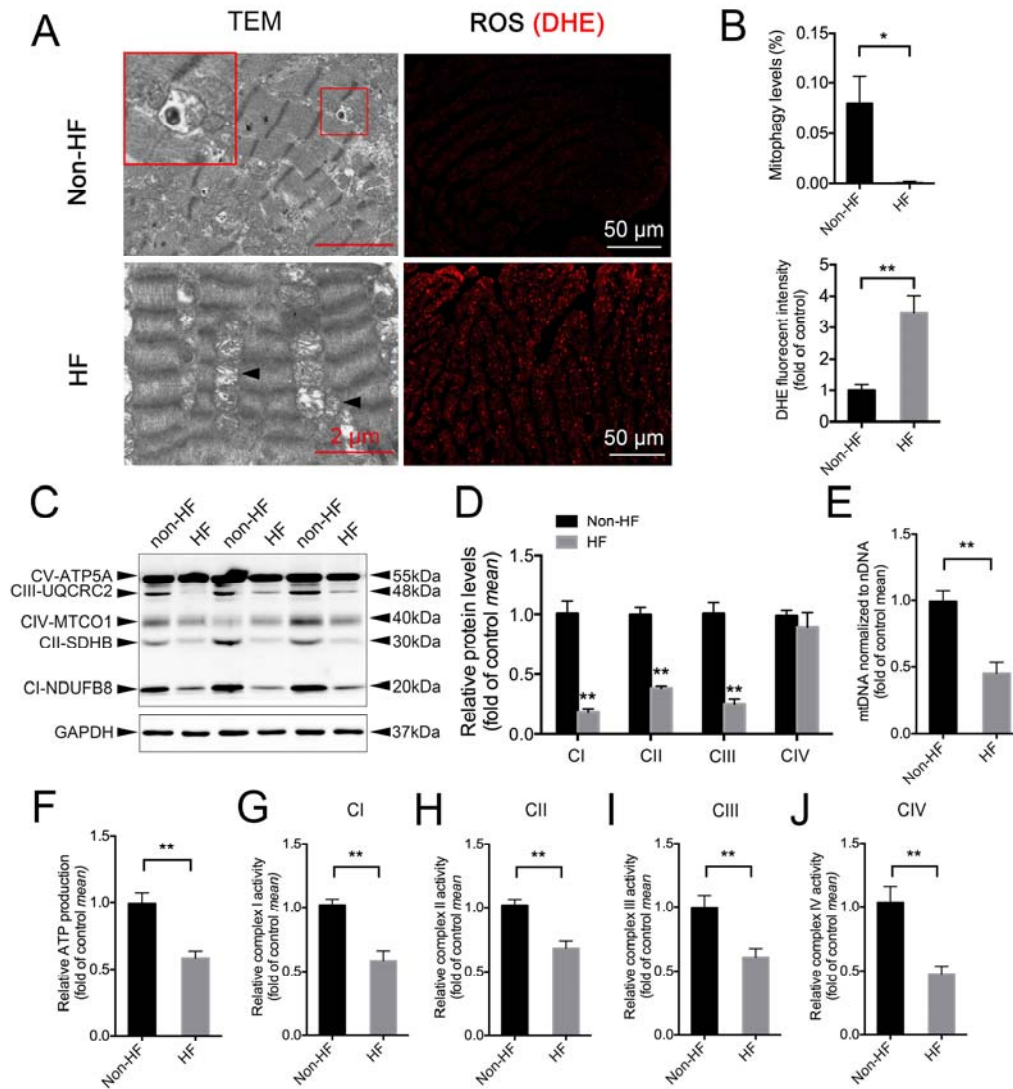 A
TEM
ROS (DHE)
Non-HF
50 µm
HF
2 µm
50 µm
B
Mitophagy levels (%)
0.15
0.10
0.05
0.00
*
Non-HF
HF
DHE fluorescent intensity
(fold of control)
5
4
3
2
1
0
**
Non-HF
HF
C
non-HF
HF
non-HF
HF
non-HF
HF
CV-ATP5A
CIII-UQCRC2
CIV-MTCO1
CII-SDHB
CI-NDUFB8
GAPDH
55kDa
48kDa
40kDa
30kDa
20kDa
37kDa
D
Non-HF
HF
Relative protein levels
(fold of control mean)
1.5
1.0
0.5
0.0
**
**
**
CI
CII
CIII
CIV
E
mtDNA normalized to nDNA
(fold of control mean)
1.5
1.0
0.5
0.0
**
Non-HF
HF
F
Relative ATP production
(fold of control mean)
1.5
1.0
0.5
0.0
**
Non-HF
HF
G
CI
Relative complex I activity
(fold of control mean)
1.5
1.0
0.5
0.0
**
Non-HF
HF
H
CII
Relative complex II activity
(fold of control mean)
1.5
1.0
0.5
0.0
**
Non-HF
HF
I
CIII
Relative complex III activity
(fold of control mean)
1.5
1.0
0.5
0.0
**
Non-HF
HF
J
CIV
Relative complex IV activity
(fold of control mean)
1.5
1.0
0.5
0.0
**
Non-HF
HF